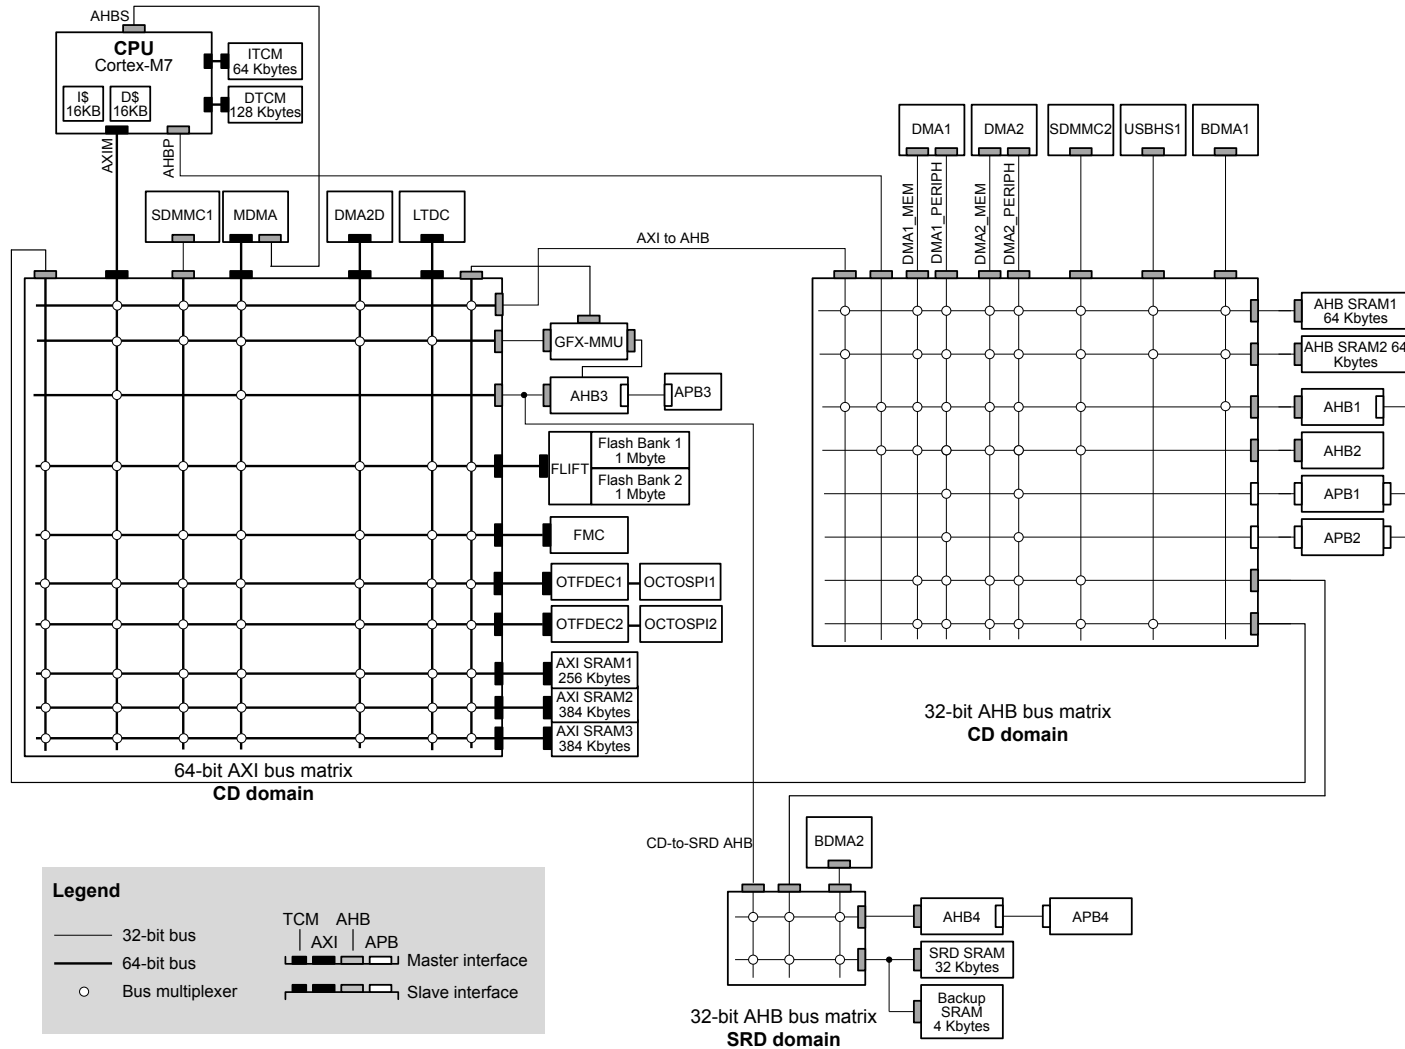 AHBS
CPU
Cortex-M7
I$
16KB
D$
16KB
ITCM
64 Kbytes
DTCM
128 Kbytes
AXIM
AHBP
SDMMC1
MDMA
DMA2D
LTDC
AXI to AHB
DMA1
DMA2
SDMMC2
USBHS1
BDMA1
DMA1_MEM
DMA1_PERIPH
DMA2_MEM
DMA2_PERIPH
GFX-MMU
AHB3
APB3
FLIFT
Flash Bank 1
1 Mbyte
Flash Bank 2
1 Mbyte
FMC
OTFDEC1
OCTOSPI1
OTFDEC2
OCTOSPI2
AXI SRAM1
256 Kbytes
AXI SRAM2
384 Kbytes
AXI SRAM3
384 Kbytes
64-bit AXI bus matrix
CD domain
AHB SRAM1
64 Kbytes
AHB SRAM2 64
Kbytes
AHB1
AHB2
APB1
APB2
32-bit AHB bus matrix
CD domain
CD-to-SRD AHB
BDMA2
AHB4
APB4
SRD SRAM
32 Kbytes
Backup
SRAM
4 Kbytes
32-bit AHB bus matrix
SRD domain
Legend
32-bit bus
64-bit bus
Bus multiplexer
TCM
AHB
AXI
APB
Master interface
Slave interface